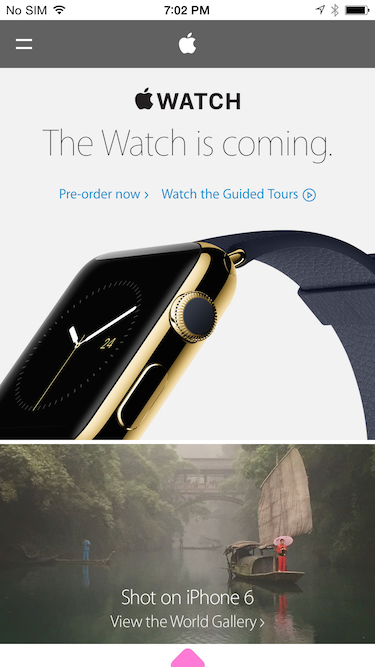 No SIM 7:02 PM
WATCH
The Watch is coming.
Pre-order now › Watch the Guided Tours
24
Shot on iPhone 6
View the World Gallery ›